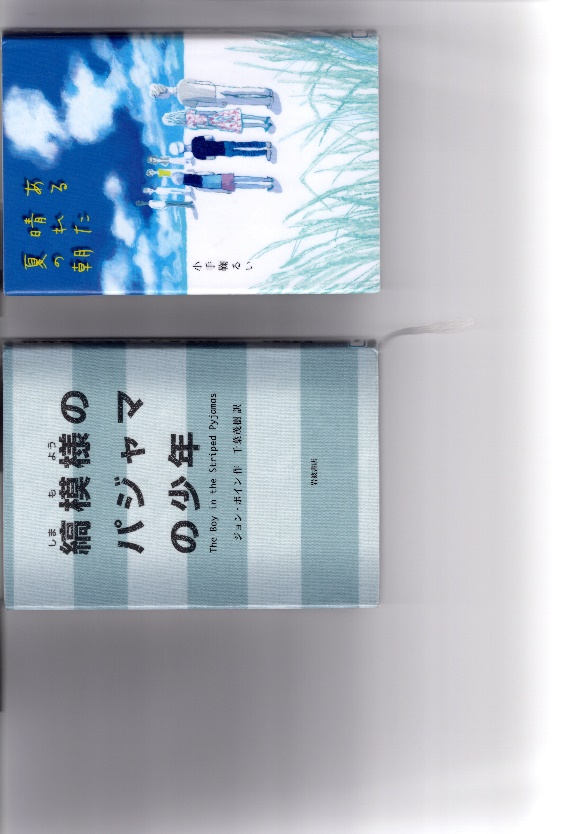 ある
晴れた
夏の朝
小手鞠るい
しまもよう
縞模様の
パジャマ
の少年
The Boy in the Striped Pyjamas
ジョン・ボイン 作　千葉茂樹 訳
岩波書店